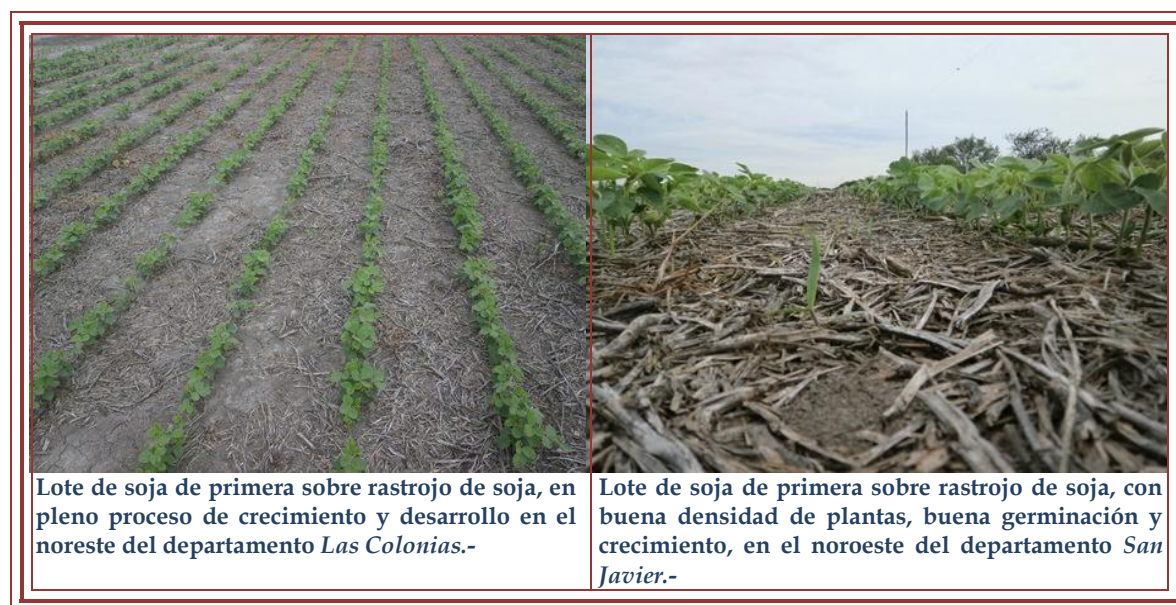 Lote de soja de primera sobre rastrojo de soja, en
pleno proceso de crecimiento y desarrollo en el
noreste del departamento Las Colonias.-
Lote de soja de primera sobre rastrojo de soja, con
buena densidad de plantas, buena germinación y
crecimiento, en el noroeste del departamento San
Javier.-